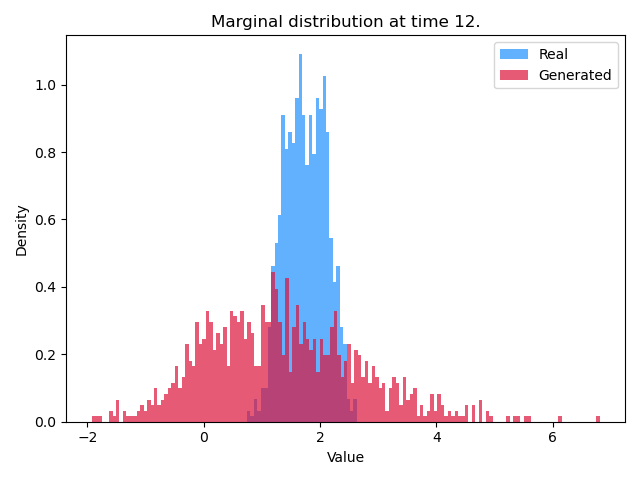 Marginal distribution at time 12.
Real
Generated
1.0
0.8
0.6
0.4
0.2
0.0
Density
−2
0
2
4
6
Value